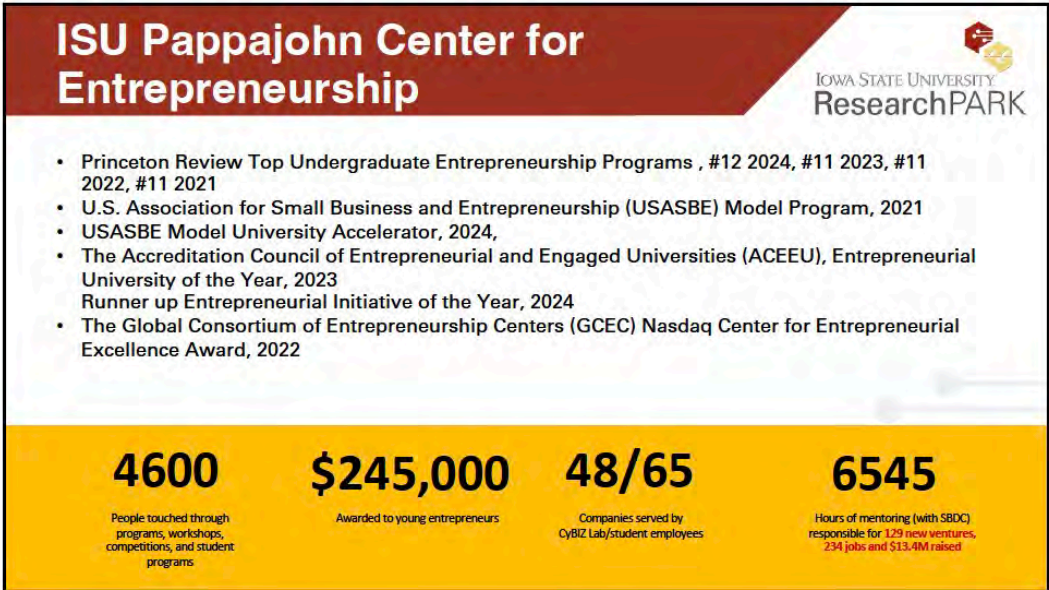 ISU Pappajohn Center for
Entrepreneurship
IOWA STATE UNIVERSITY
ResearchPARK
• Princeton Review Top Undergraduate Entrepreneurship Programs , #12 2024, #11 2023, #11
2022, #11 2021
• U.S. Association for Small Business and Entrepreneurship (USASBE) Model Program, 2021
• USASBE Model University Accelerator, 2024,
• The Accreditation Council of Entrepreneurial and Engaged Universities (ACEEU), Entrepreneurial
University of the Year, 2023
Runner up Entrepreneurial Initiative of the Year, 2024
• The Global Consortium of Entrepreneurship Centers (GCEC) Nasdaq Center for Entrepreneurial
Excellence Award, 2022
4600
People touched through
programs, workshops,
competitions, and student
programs
$245,000
Awarded to young entrepreneurs
48/65
Companies served by
CyBIZ Lab/student employees
6545
Hours of mentoring (with SBDC)
responsible for 129 new ventures,
234 jobs and $13.4M raised